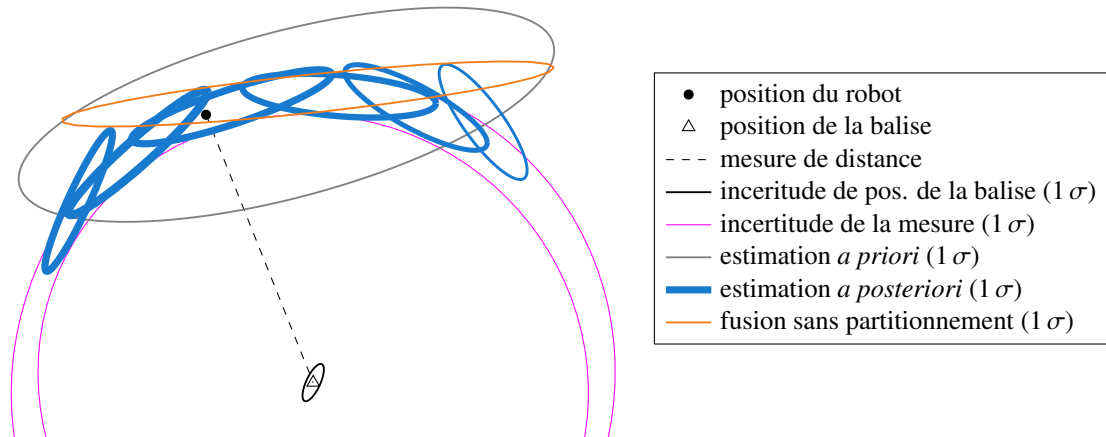 position du robot
position de la balise
mesure de distance
inceritude de pos. de la balise (1 σ)
incertitude de la mesure (1 σ)
estimation a priori (1 σ)
estimation a posteriori (1 σ)
fusion sans partitionnement (1 σ)